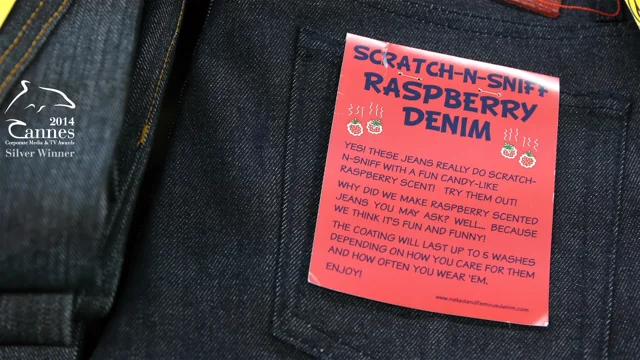 2014
Cannes
Corporate Media & TV Awards
Silver Winner
SCRATCH-N-SNIFF
RASPBERRY
DENIM
YES! THESE JEANS REALLY DO SCRATCH-
N-SNIFF WITH A FUN CANDY-LIKE
RASPBERRY SCENT! TRY THEM OUT!
WHY DID WE MAKE RASPBERRY SCENTED
JEANS YOU MAY ASK? WELL... BECAUSE
WE THINK IT'S FUN AND FUNNY!
THE COATING WILL LAST UP TO 5 WASHES
DEPENDING ON HOW YOU CARE FOR THEM
AND HOW OFTEN YOU WEAR 'EM.
ENJOY!
www.nakedandfamousdenim.com